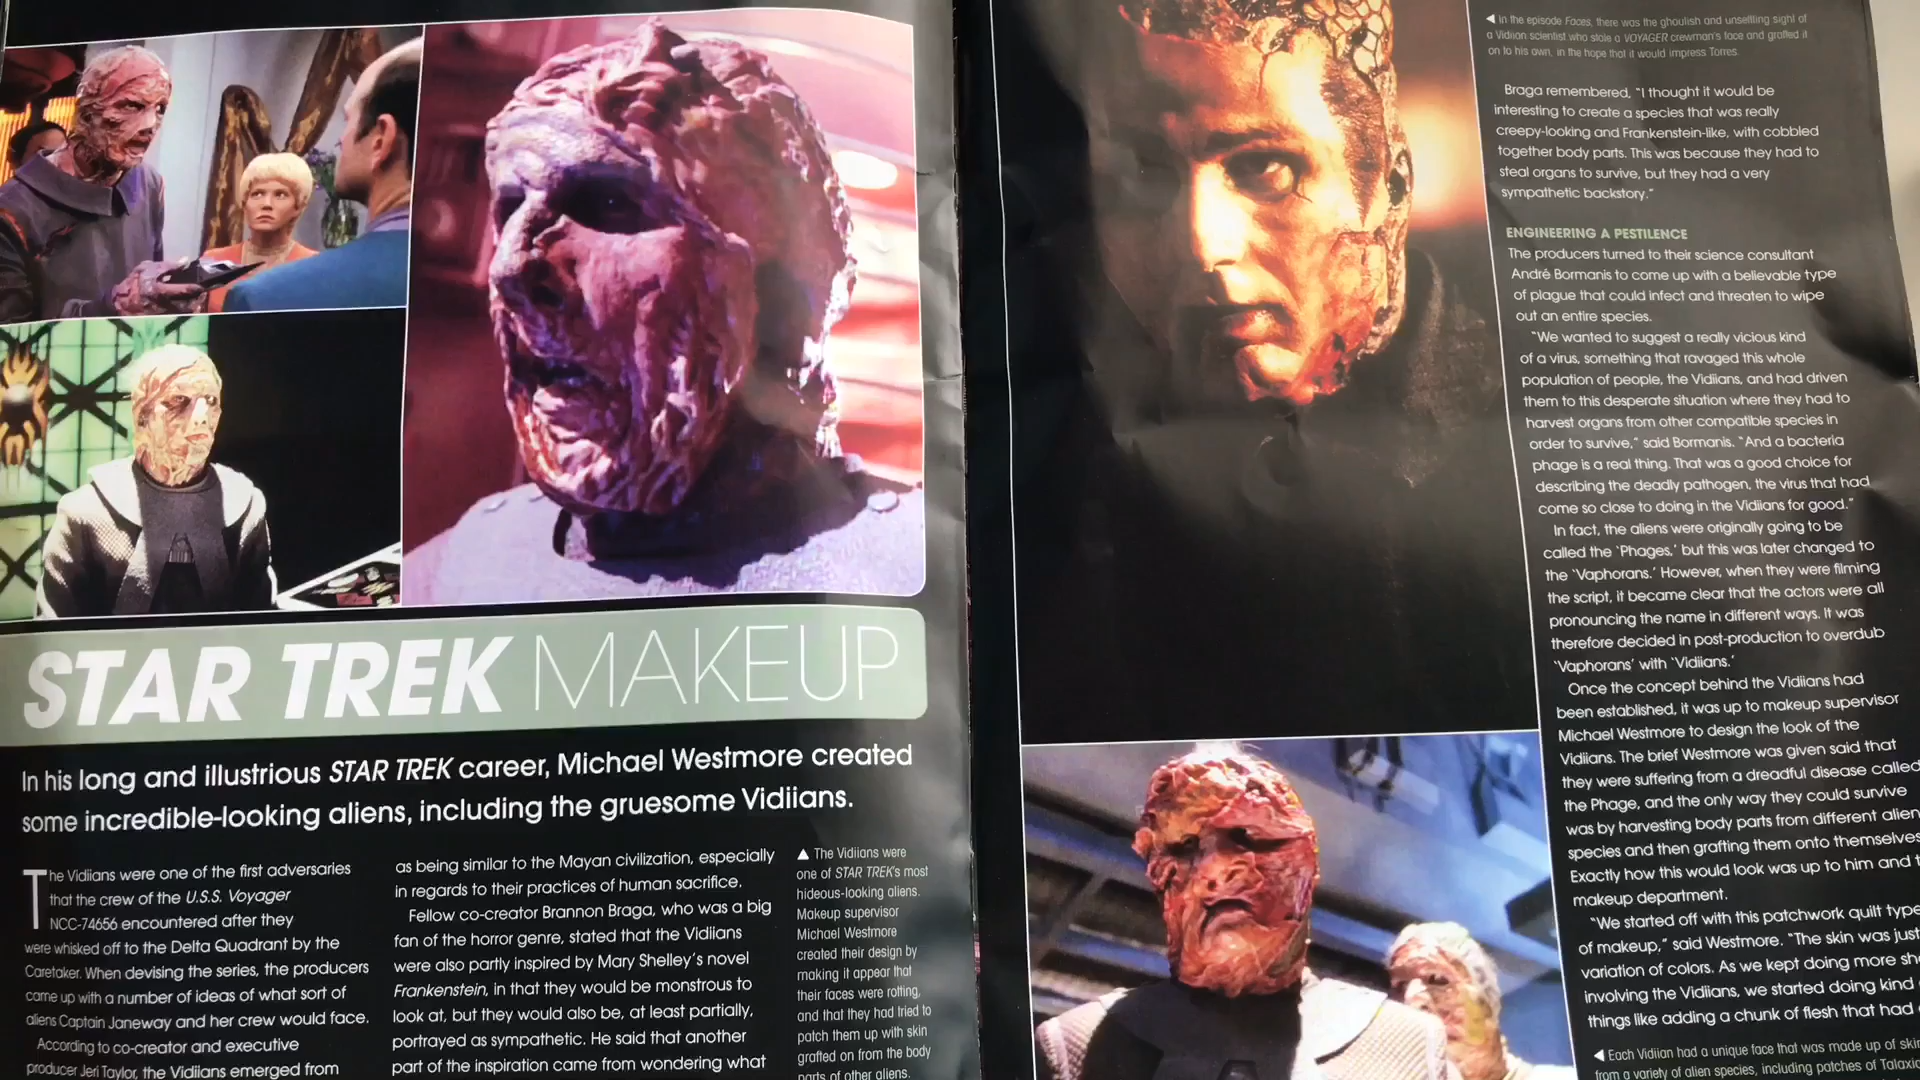 STAR TREK MAKEUP
In his long and illustrious STAR TREK career, Michael Westmore created
some incredible-looking aliens, including the gruesome Vidiians.
The Vidiians were one of the first adversaries
that the crew of the U.S.S. Voyager
NCC-74656 encountered after they
were whisked off to the Delta Quadrant by the
Caretaker. When devising the series, the producers
came up with a number of ideas of what sort of
aliens Captain Janeway and her crew would face.
According to co-creator and executive
producer Jeri Taylor, the Vidiians emerged from
as being similar to the Mayan civilization, especially
in regards to their practices of human sacrifice.
Fellow co-creator Brannon Braga, who was a big
fan of the horror genre, stated that the Vidiians
were also partly inspired by Mary Shelley's novel
Frankenstein, in that they would be monstrous to
look at, but they would also be, at least partially,
portrayed as sympathetic. He said that another
part of the inspiration came from wondering what
▲ The Vidiians were
one of STAR TREK's most
hideous-looking aliens.
Makeup supervisor
Michael Westmore
created their design by
making it appear that
their faces were rotting,
and that they had tried to
patch them up with skin
grafted on from the body
parts of other aliens.
◀ In the episode Faces, there was the ghoulish and unsettling sight of
a Vidiian scientist who stole a VOYAGER crewman's face and grafted it
on to his own, in the hope that it would impress Torres.
Braga remembered, "I thought it would be
interesting to create a species that was really
creepy-looking and Frankenstein-like, with cobbled
together body parts. This was because they had to
steal organs to survive, but they had a very
sympathetic backstory."
ENGINEERING A PESTILENCE
The producers turned to their science consultant
André Bormanis to come up with a believable type
of plague that could infect and threaten to wipe
out an entire species.
"We wanted to suggest a really vicious kind
of a virus, something that ravaged this whole
population of people, the Vidiians, and had driven
them to this desperate situation where they had to
harvest organs from other compatible species in
order to survive," said Bormanis. "And a bacteria
phage is a real thing. That was a good choice for
describing the deadly pathogen, the virus that had
come so close to doing in the Vidiians for good."
In fact, the aliens were originally going to be
called the 'Phages,' but this was later changed to
the 'Vaphorans.' However, when they were filming
the script, it became clear that the actors were all
pronouncing the name in different ways. It was
therefore decided in post-production to overdub
'Vaphorans' with 'Vidiians.'
Once the concept behind the Vidiians had
been established, it was up to makeup supervisor
Michael Westmore to design the look of the
Vidiians. The brief Westmore was given said that
they were suffering from a dreadful disease called
the Phage, and the only way they could survive
was by harvesting body parts from different alien
species and then grafting them onto themselves
Exactly how this would look was up to him and
makeup department.
"We started off with this patchwork quilt type
of makeup," said Westmore. "The skin was just
variation of colors. As we kept doing more
involving the Vidiians, we started doing kind
things like adding a chunk of flesh that had
◀ Each Vidiian had a unique face that was made up of skin
from a variety of alien species, including patches of